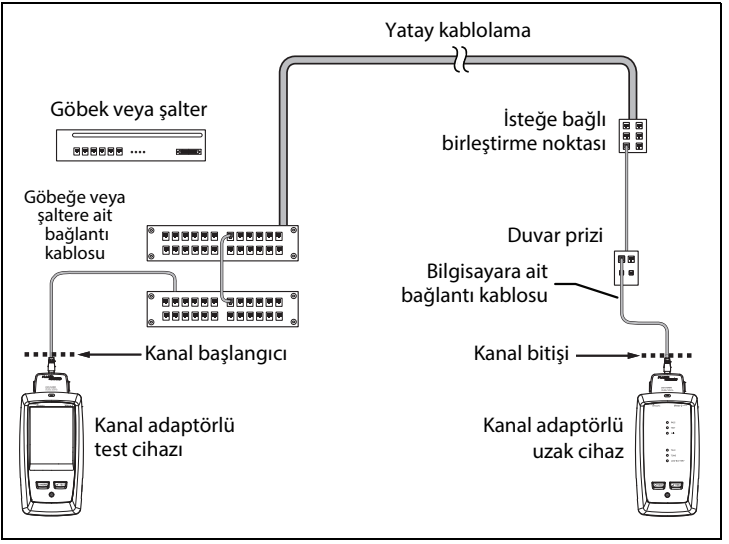 Yatay kablolama
Göbek veya şalter
İsteğe bağlı
birleştirme noktası
Göbeğe veya
şaltere ait
bağlantı
kablosu
Duvar prizi
Bilgisayara ait
bağlantı kablosu
Kanal başlangıcı
Kanal bitişi
Kanal adaptörlü
test cihazı
Kanal adaptörlü
uzak cihaz